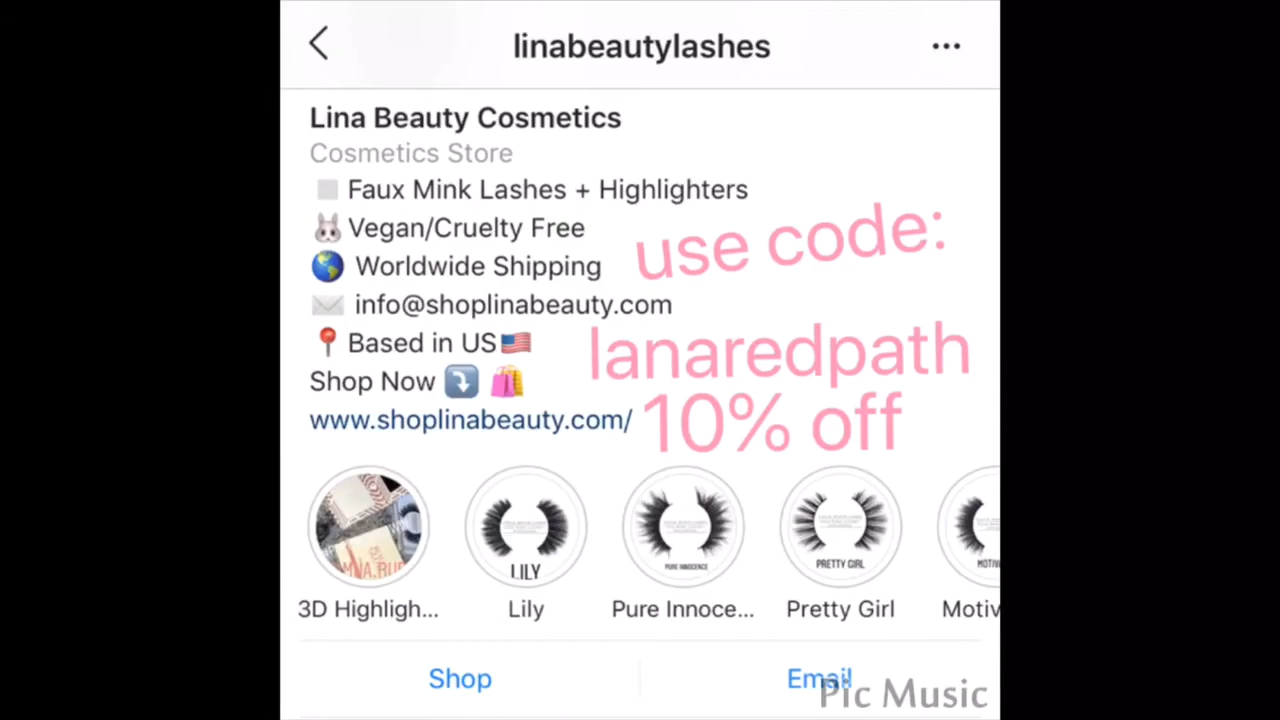 linabeautylashes
Lina Beauty Cosmetics
Cosmetics Store
Faux Mink Lashes + Highlighters
Vegan/Cruelty Free
Worldwide Shipping
info@shoplinabeauty.com
Based in US
Shop Now
www.shoplinabeauty.com/
use code:
lanaredpath
10% off
LILY
PURE INNOCENCE
PRETTY GIRL
3D Highligh...
Lily
Pure Innoce...
Pretty Girl
Motiv
Shop
Email
Pic Music